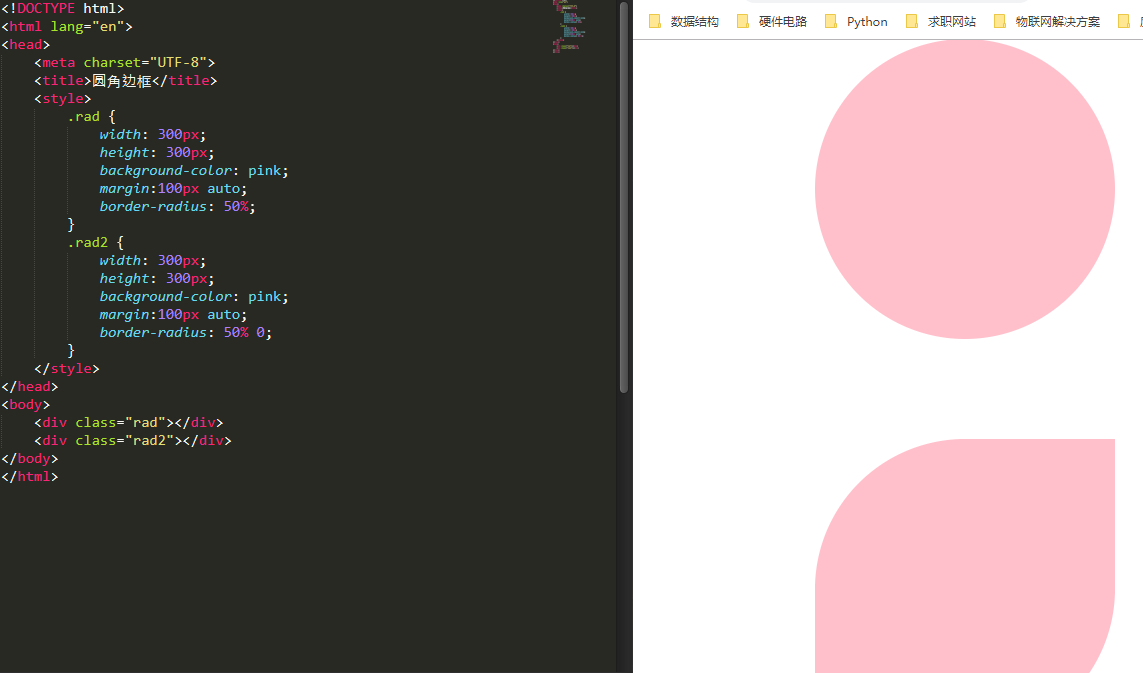 <!DOCTYPE html>
<html lang="en">
<head>
    <meta charset="UTF-8">
    <title>圆角边框</title>
    <style>
        .rad {
            width: 300px;
            height: 300px;
            background-color: pink;
            margin:100px auto;
            border-radius: 50%;
        }
        .rad2 {
            width: 300px;
            height: 300px;
            background-color: pink;
            margin:100px auto;
            border-radius: 50% 0;
        }
    </style>
</head>
<body>
    <div class="rad"></div>
    <div class="rad2"></div>
</body>
</html>
数据结构 硬件电路 Python 求职网站 物联网解决方案